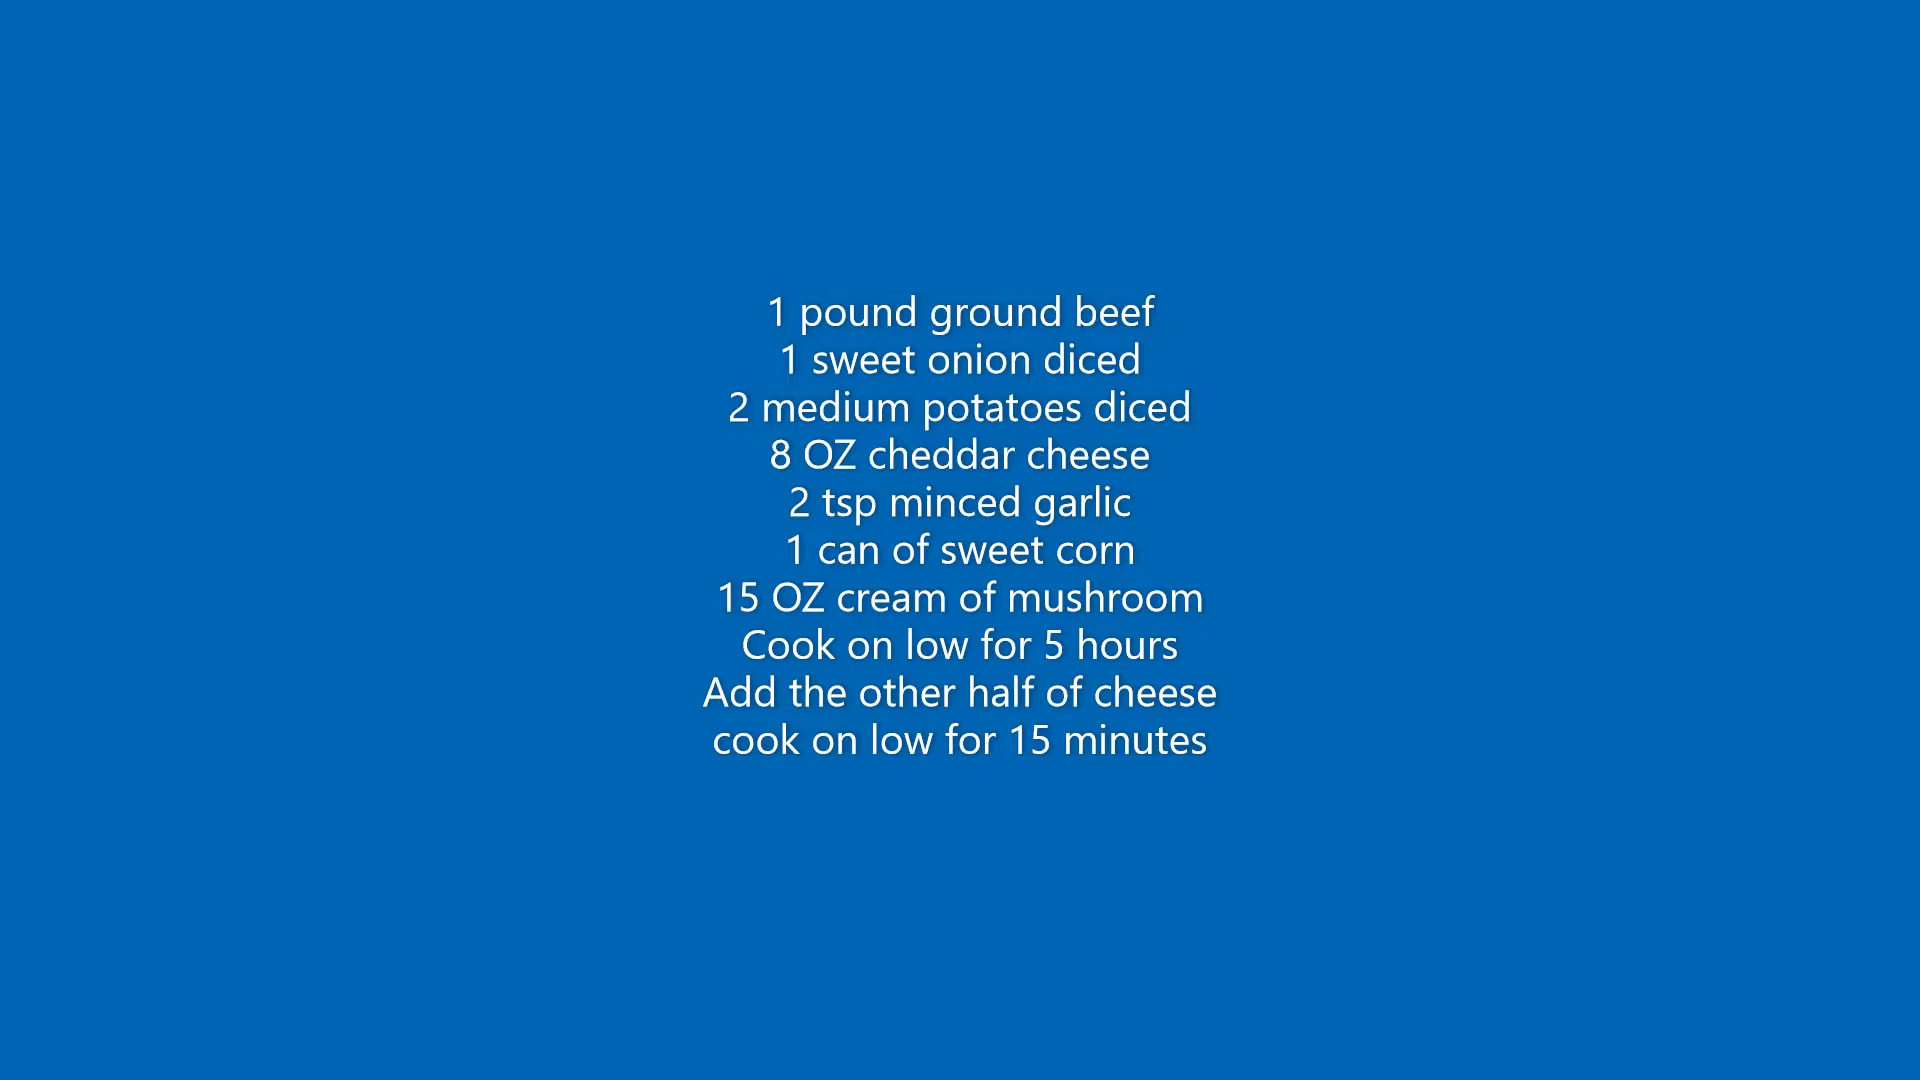 1 pound ground beef
1 sweet onion diced
2 medium potatoes diced
8 OZ cheddar cheese
2 tsp minced garlic
1 can of sweet corn
15 OZ cream of mushroom
Cook on low for 5 hours
Add the other half of cheese
cook on low for 15 minutes